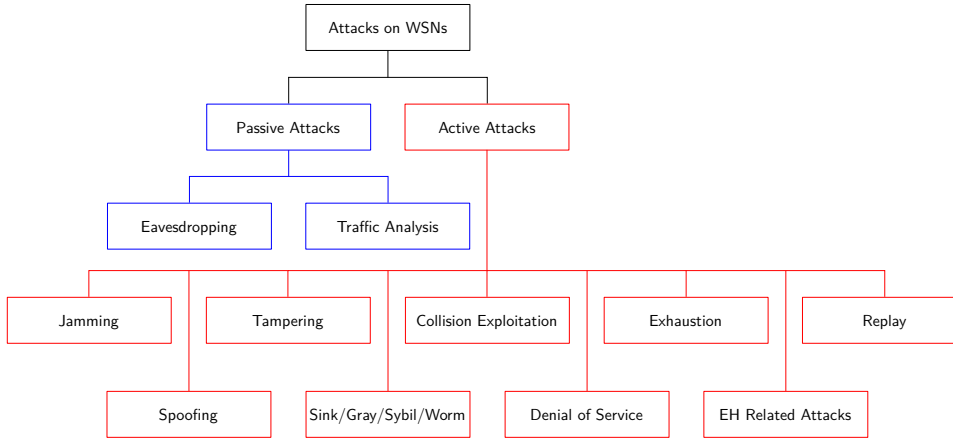 Attacks on WSNs
Passive Attacks
Active Attacks
Eavesdropping
Traffic Analysis
Jamming
Tampering
Collision Exploitation
Exhaustion
Replay
Spoofing
Sink/Gray/Sybil/Worm
Denial of Service
EH Related Attacks